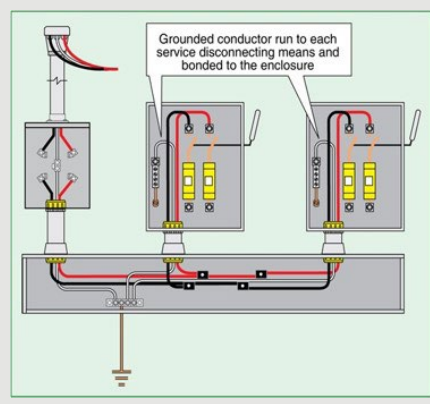 Grounded conductor run to each
service disconnecting means and
bonded to the enclosure